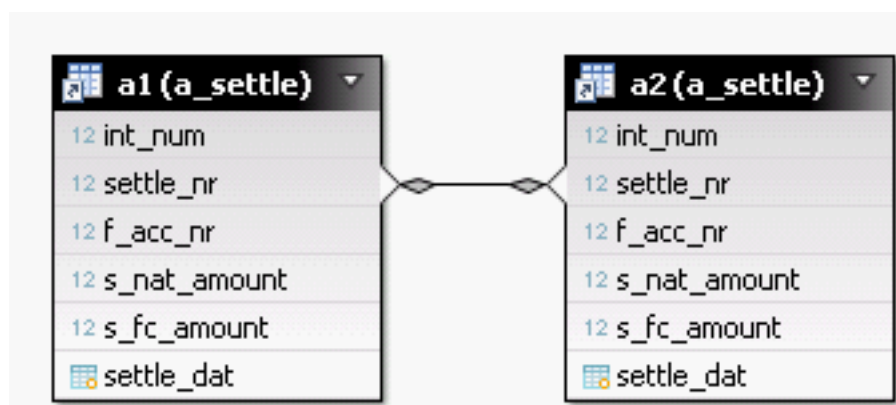 a1 (a_settle)
12 int_num
12 settle_nr
12 f_acc_nr
12 s_nat_amount
12 s_fc_amount
settle_dat
a2 (a_settle)
12 int_num
12 settle_nr
12 f_acc_nr
12 s_nat_amount
12 s_fc_amount
settle_dat